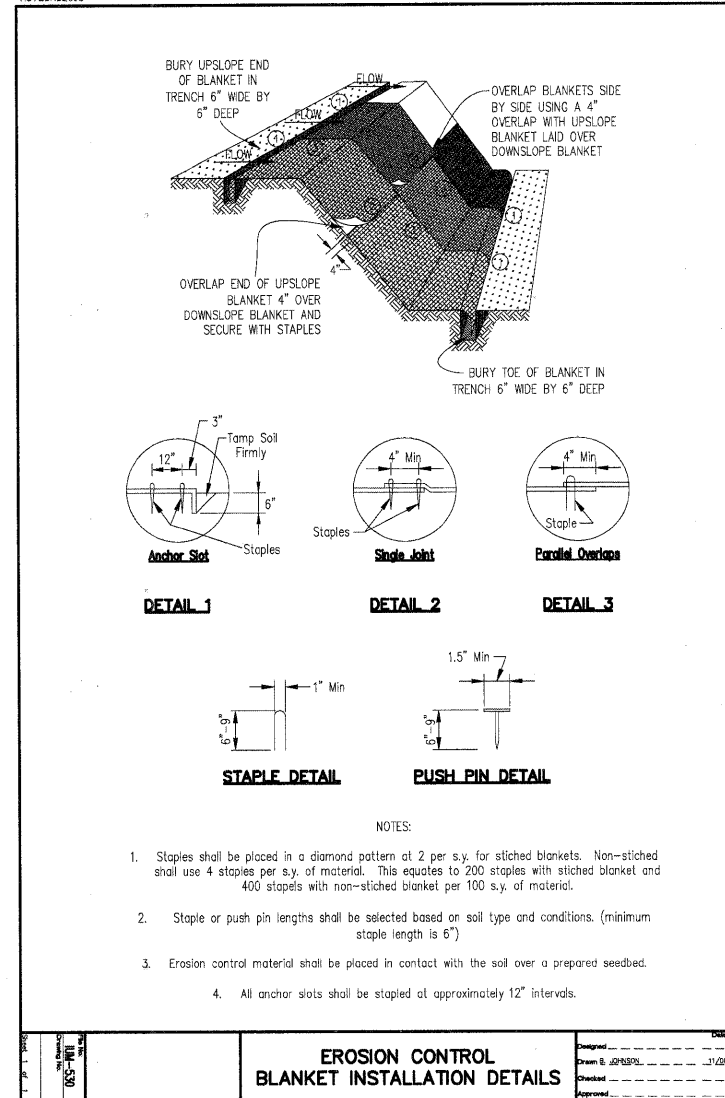 BURY UPSLOPE END
OF BLANKET IN
TRENCH 6" WIDE BY
6" DEEP
FLOW
FLOW
FLOW
OVERLAP BLANKETS SIDE
BY SIDE USING A 4"
OVERLAP WITH UPSLOPE
BLANKET LAID OVER
DOWNSLOPE BLANKET
1
1
1
4"
OVERLAP END OF UPSLOPE
BLANKET 4" OVER
DOWNSLOPE BLANKET AND
SECURE WITH STAPLES
BURY TOE OF BLANKET IN
TRENCH 6" WIDE BY 6" DEEP
3"
12"
Tamp Soil
Firmly
6"
Staples
Anchor Slot
DETAIL 1
4" Min
Staples
Single Joint
DETAIL 2
4" Min
Staple
Parallel Overlaps
DETAIL 3
1" Min
6"-9"
STAPLE DETAIL
1.5" Min
6"-9"
PUSH PIN DETAIL
NOTES:
1. Staples shall be placed in a diamond pattern at 2 per s.y. for stiched blankets. Non-stiched
shall use 4 staples per s.y. of material. This equates to 200 staples with stiched blanket and
400 stapels with non-stiched blanket per 100 s.y. of material.
2. Staple or push pin lengths shall be selected based on soil type and conditions. (minimum
staple length is 6")
3. Erosion control material shall be placed in contact with the soil over a prepared seedbed.
4. All anchor slots shall be stapled at approximately 12" intervals.
File No.
IUM-530
Drawing No.
Sheet 1 of 1
EROSION CONTROL
BLANKET INSTALLATION DETAILS
Designed
Drawn B. JOHNSON
Checked
Approved